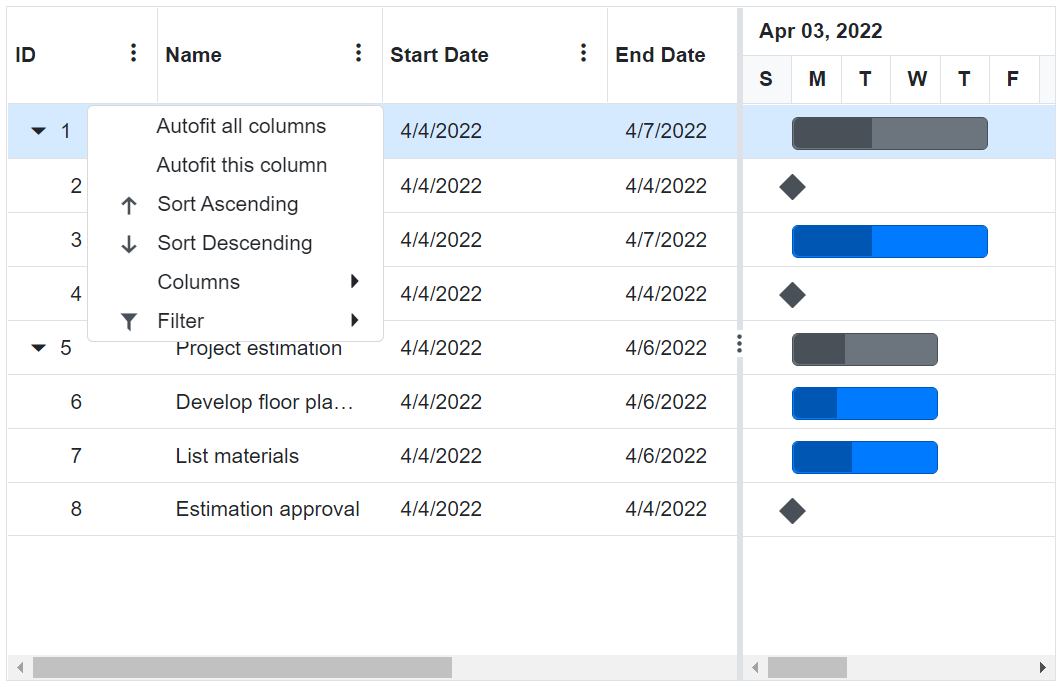 ID Name Start Date End Date Apr 03, 2022
S M T W T F
1 4/4/2022 4/7/2022
Autofit all columns
Autofit this column
2 4/4/2022 4/4/2022
Sort Ascending
3 4/4/2022 4/7/2022
Sort Descending
Columns
4 4/4/2022 4/4/2022
Filter
5 Project estimation 4/4/2022 4/6/2022
6 Develop floor pla… 4/4/2022 4/6/2022
7 List materials 4/4/2022 4/6/2022
8 Estimation approval 4/4/2022 4/4/2022